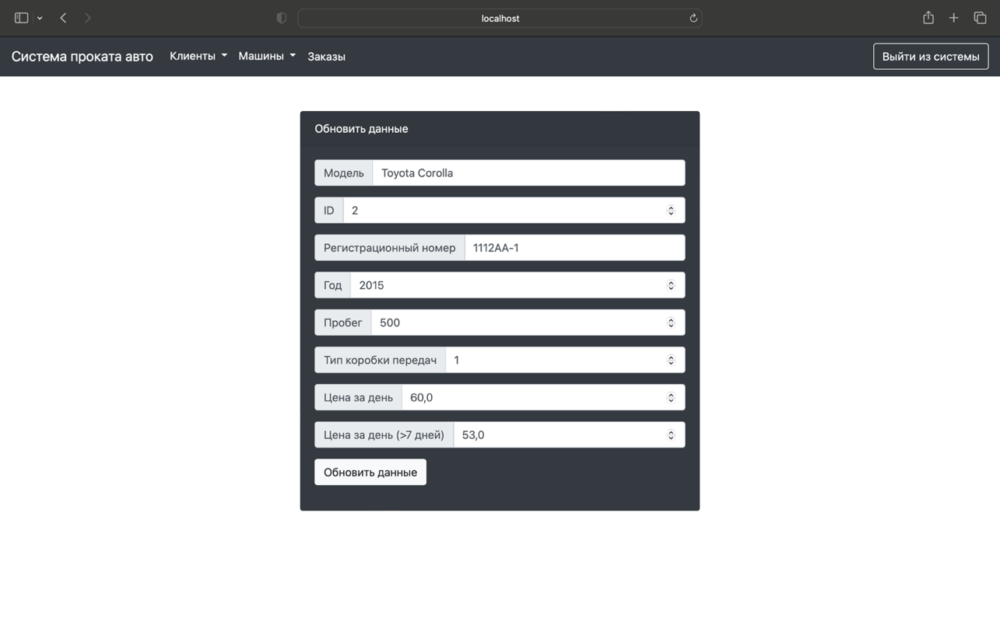 localhost
Система проката авто Клиенты Машины Заказы Выйти из системы
Обновить данные
Модель Toyota Corolla
ID 2
Регистрационный номер 1112AA-1
Год 2015
Пробег 500
Тип коробки передач 1
Цена за день 60,0
Цена за день (>7 дней) 53,0
Обновить данные